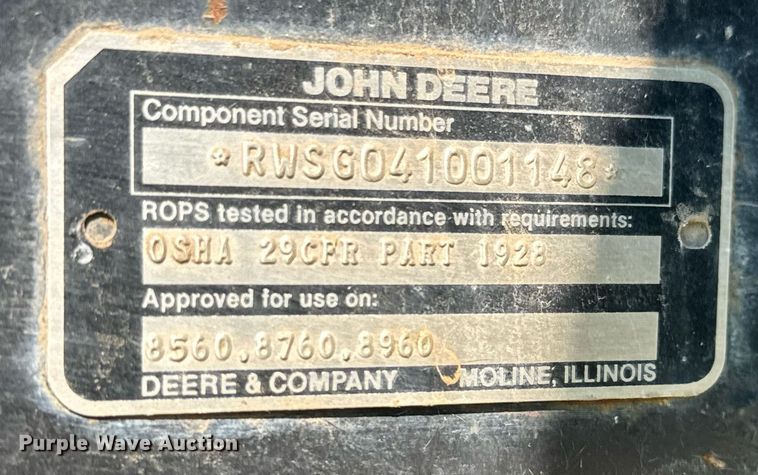 JOHN DEERE
Component Serial Number
*RWSG041001148*
ROPS tested in accordance with requirements:
OSHA 29CFR PART 1928
Approved for use on:
8560,8760,8960
DEERE & COMPANY MOLINE, ILLINOIS
Purple Wave Auction